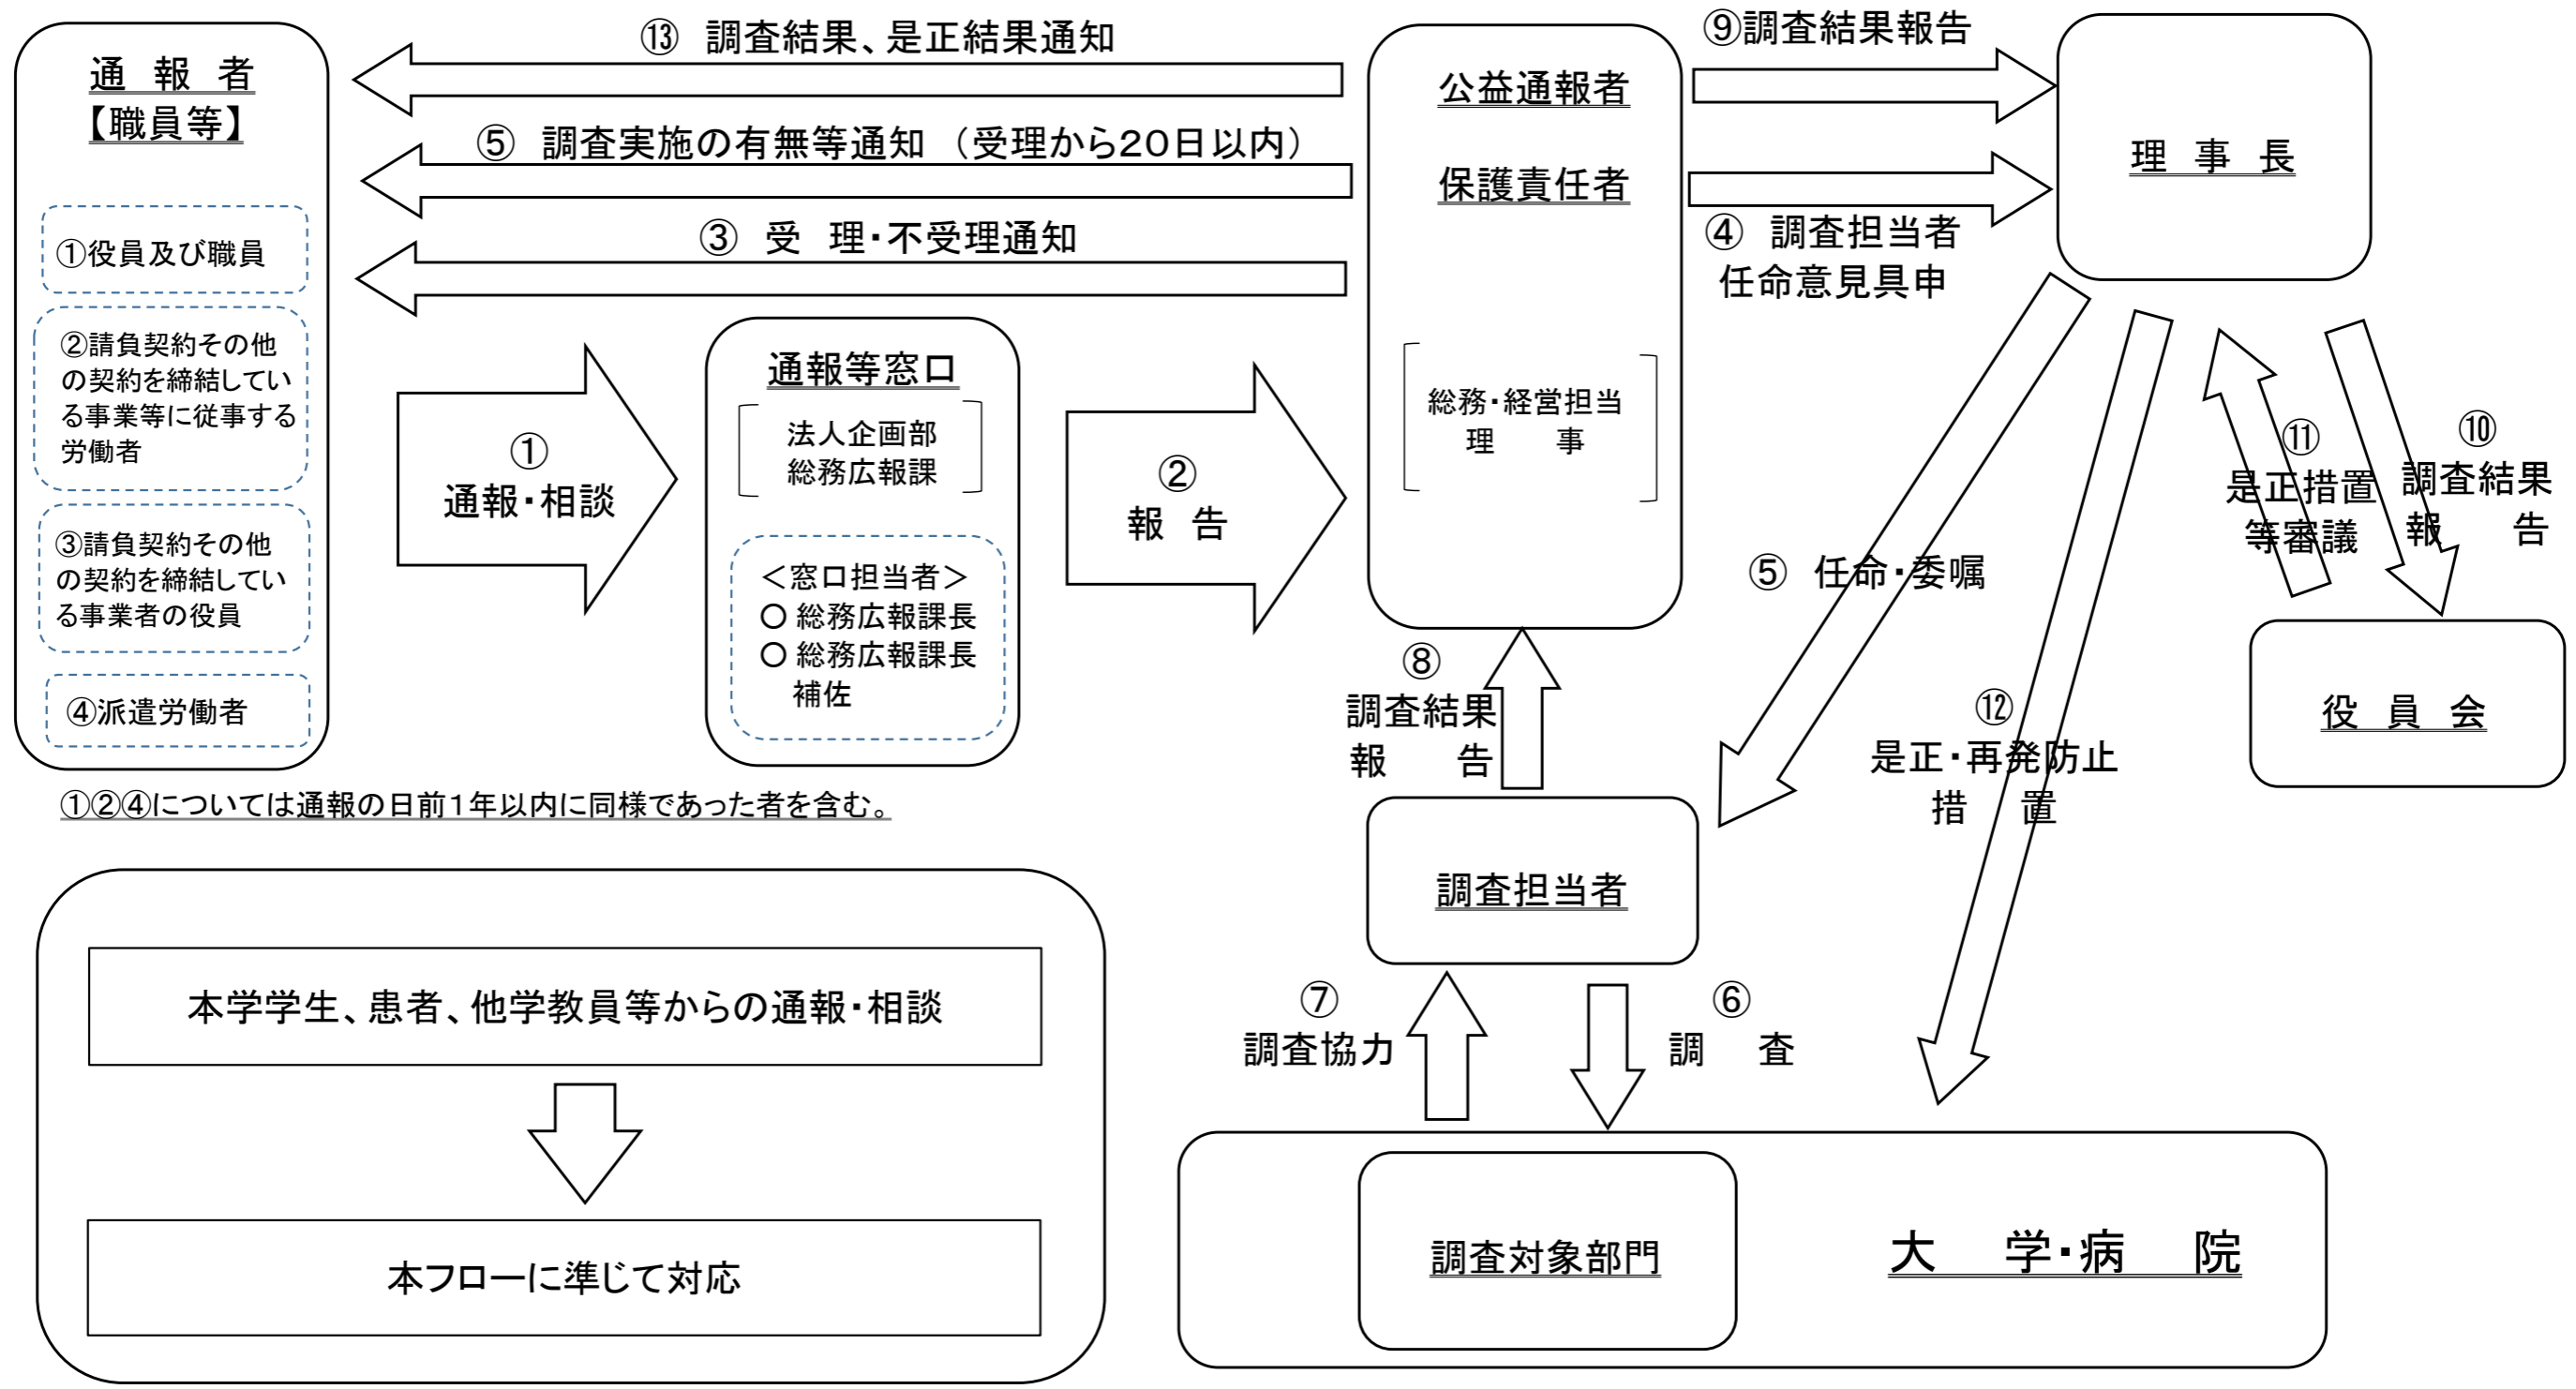 通 報 者
【職員等】
①役員及び職員
②請負契約その他
の契約を締結してい
る事業等に従事する
労働者
③請負契約その他
の契約を締結してい
る事業者の役員
④派遣労働者
①②④については通報の日前1年以内に同様であった者を含む。
⑬ 調査結果、是正結果通知
⑤ 調査実施の有無等通知 （受理から20日以内）
③ 受 理・不受理通知
①
通報・相談
通報等窓口
法人企画部
総務広報課
＜窓口担当者＞
○ 総務広報課長
○ 総務広報課長
補佐
②
報 告
公益通報者
保護責任者
総務・経営担当
理 事
⑨調査結果報告
④ 調査担当者
任命意見具申
理 事 長
⑤ 任命・委嘱
⑪
是正措置
等審議
⑩
調査結果
報 告
役 員 会
⑧
調査結果
報 告
⑫
是正・再発防止
措 置
調査担当者
⑦
調査協力
⑥
調 査
調査対象部門
大 学・病 院
本学学生、患者、他学教員等からの通報・相談
本フローに準じて対応